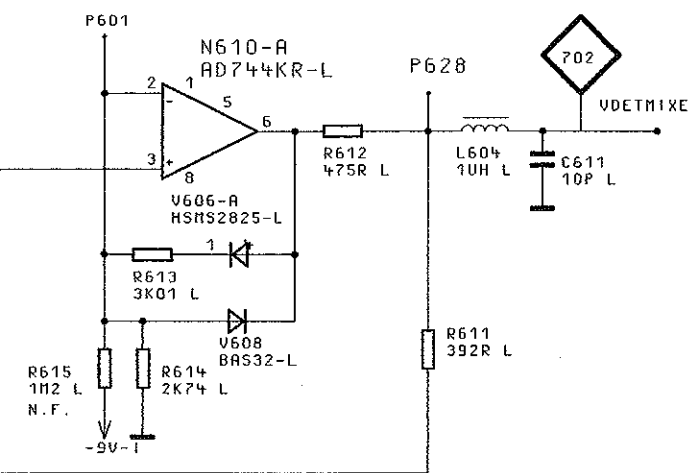 P601
N610-A
AD744KR-L
P628
702
VDETMIXE
2
1
5
6
3
8
R612
475R L
L604
1UH L
C611
10P L
V606-A
HSMS2825-L
1
R613
3K01 L
V608
BAS32-L
R611
392R L
R615
1M2 L
N.F.
R614
2K74 L
-9V-1